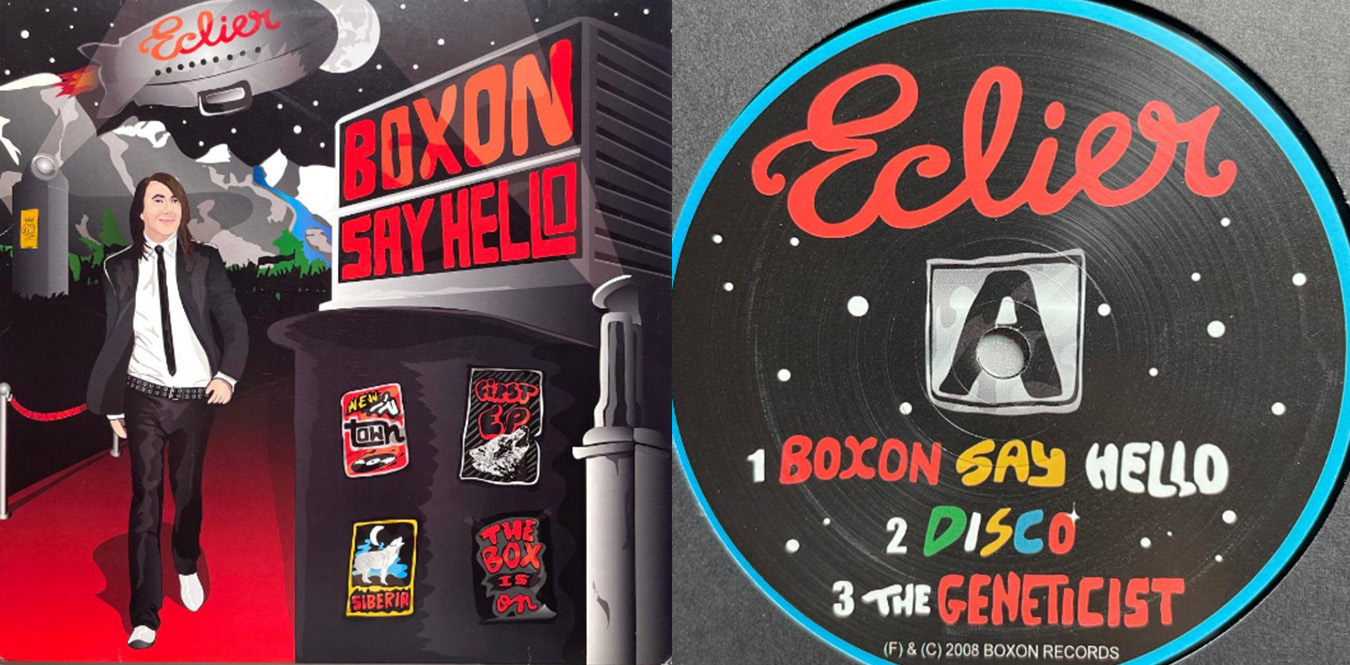 Eclier
BOXON
SAY HELLO
NEW IN
town
FiRST
EP
SIBERIA
THE
BOX
IS
on
Eclier
A
1 BOXON SAY HELLO
2 DISCO
3 THE GENETICIST
(F) & (C) 2008 BOXON RECORDS